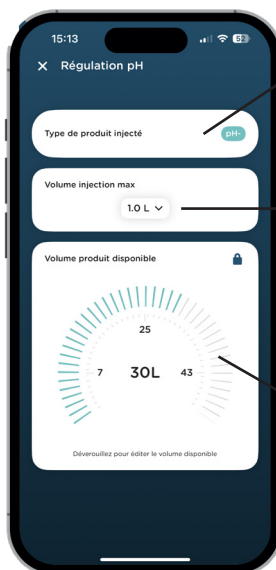 15:13
52
× Régulation pH
Type de produit injecté
pH-
Volume injection max
1.0 L
Volume produit disponible
25
7
30L
43
Déverouillez pour éditer le volume disponible